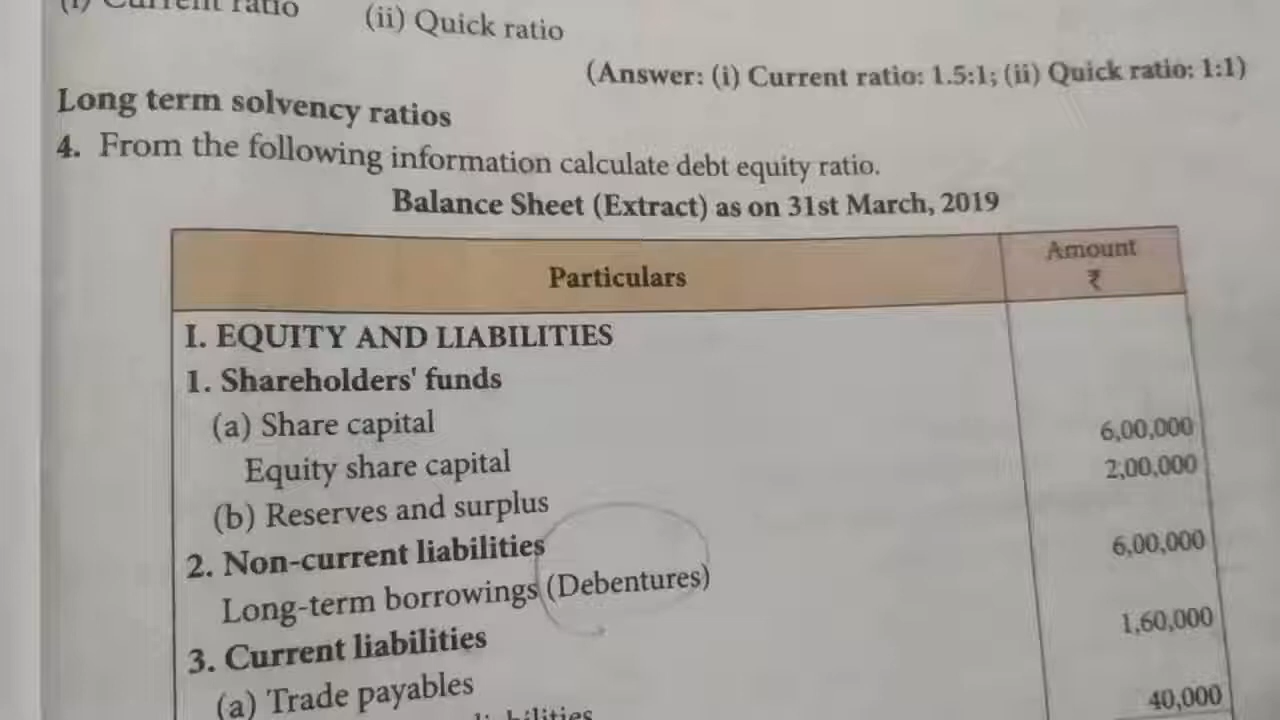 (i) Current ratio (ii) Quick ratio
(Answer: (i) Current ratio: 1.5:1; (ii) Quick ratio: 1:1)
Long term solvency ratios
4. From the following information calculate debt equity ratio.
Balance Sheet (Extract) as on 31st March, 2019
Particulars Amount ₹
I. EQUITY AND LIABILITIES
1. Shareholders' funds
(a) Share capital
Equity share capital 6,00,000
(b) Reserves and surplus 2,00,000
2. Non-current liabilities
Long-term borrowings (Debentures) 6,00,000
3. Current liabilities
(a) Trade payables 1,60,000
40,000